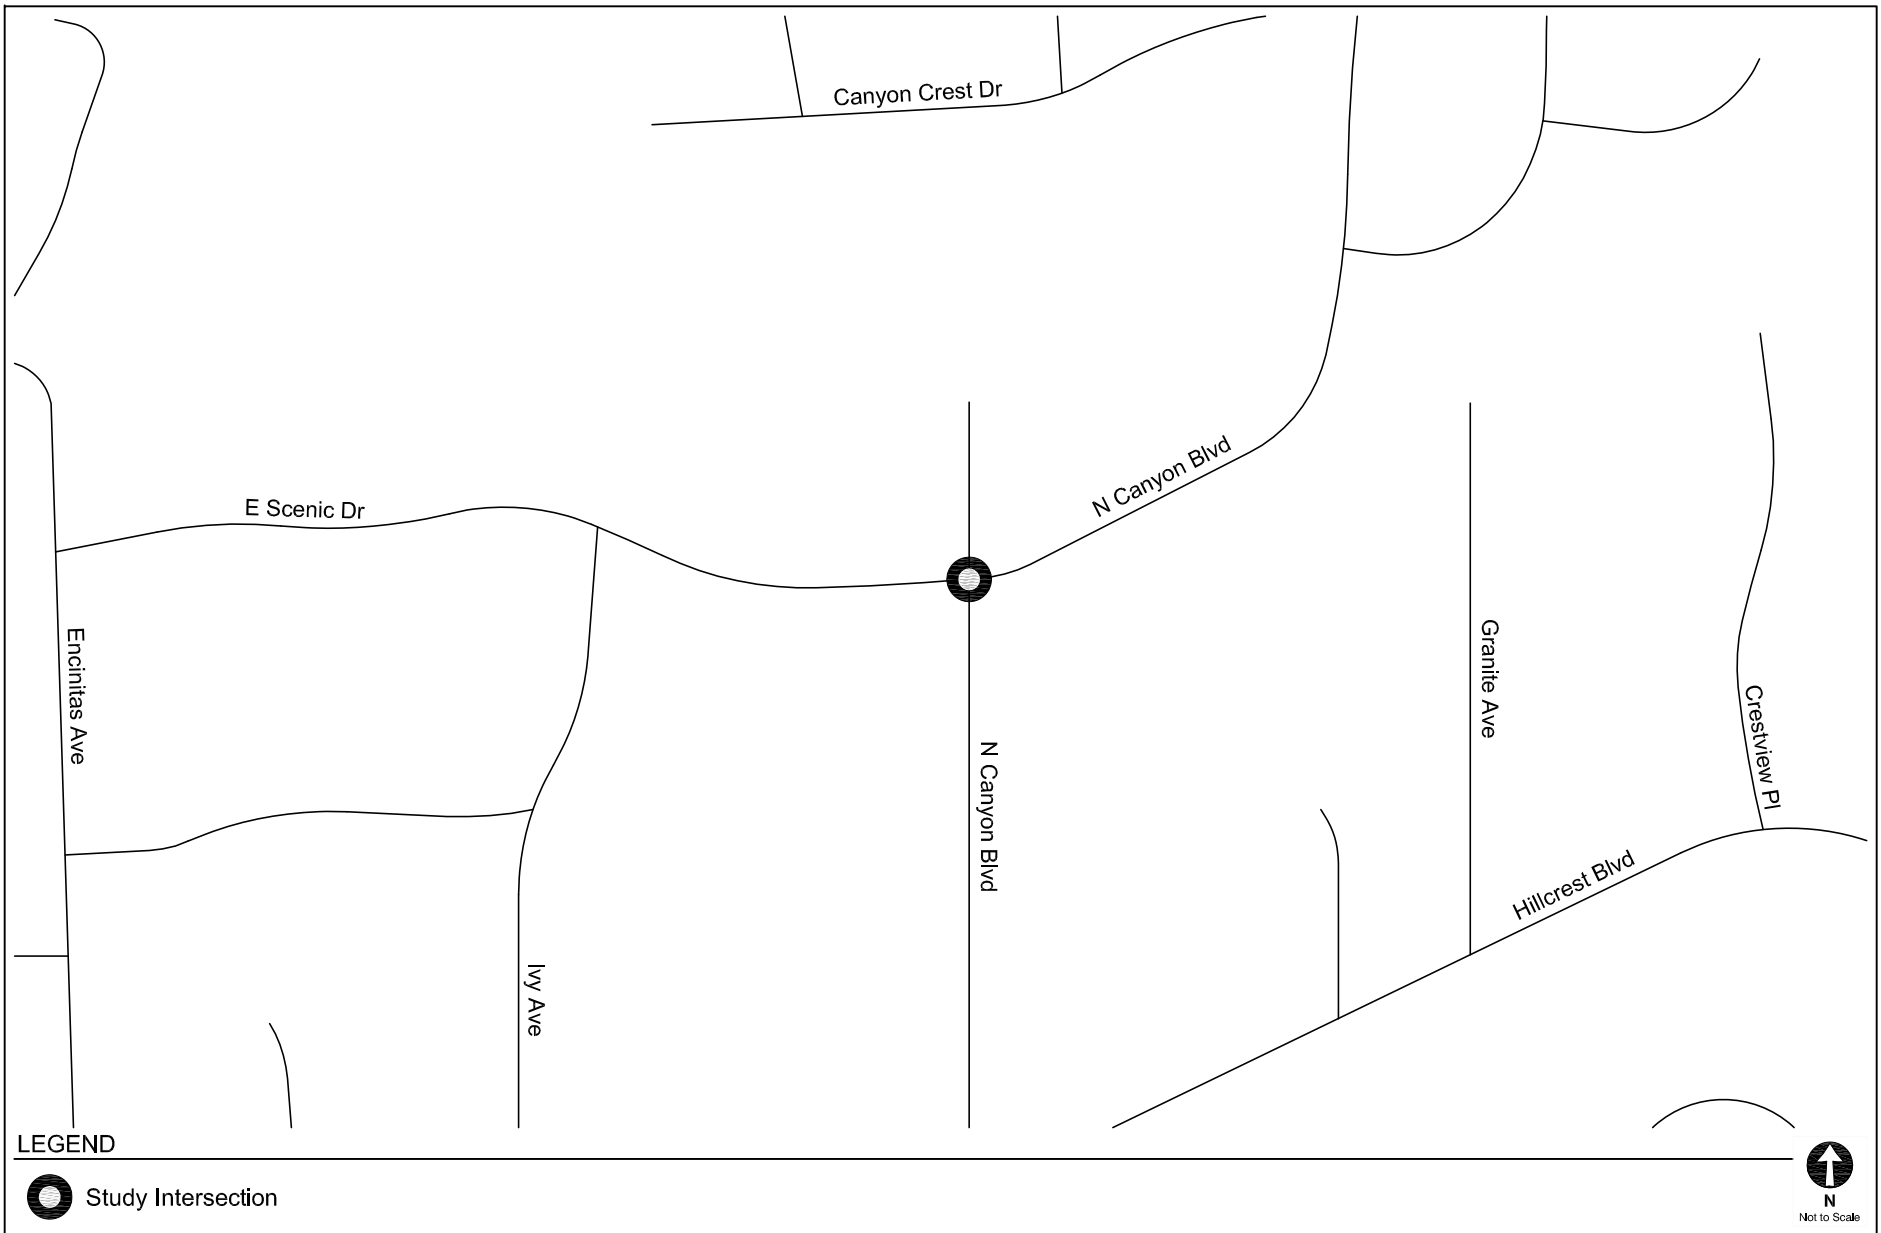 Canyon Crest Dr
N Canyon Blvd
E Scenic Dr
Encinitas Ave
Granite Ave
Crestview Pl
N Canyon Blvd
Hillcrest Blvd
Ivy Ave
LEGEND
Study Intersection
N
Not to Scale